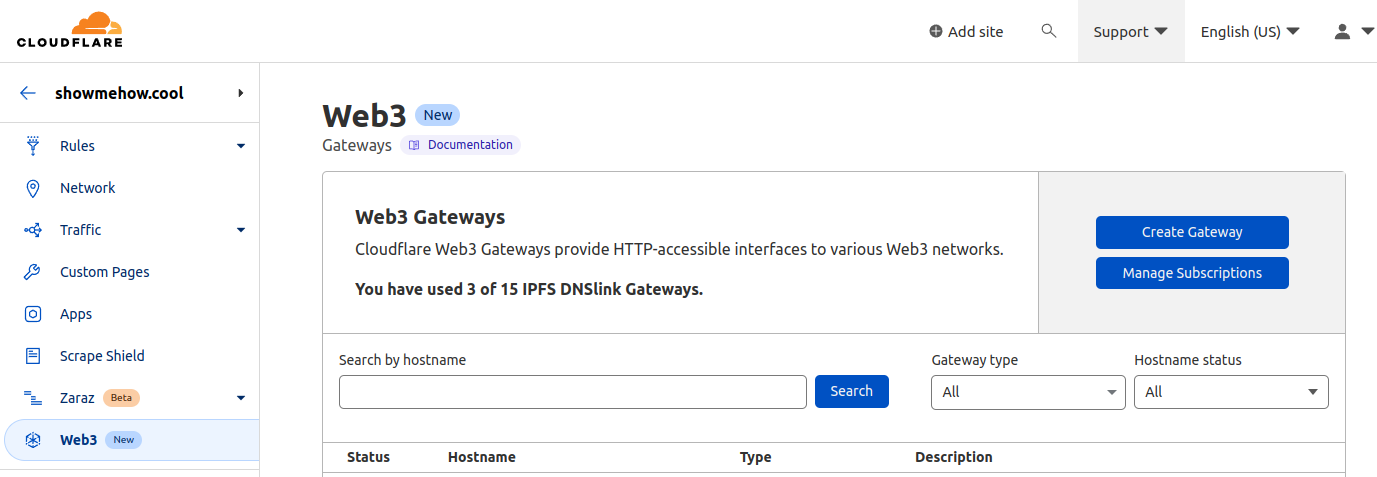 CLOUDFLARE
Add site
Support
English (US)
showmehow.cool
Rules
Network
Traffic
Custom Pages
Apps
Scrape Shield
Zaraz Beta
Web3 New
Web3 New
Gateways Documentation
Web3 Gateways
Cloudflare Web3 Gateways provide HTTP-accessible interfaces to various Web3 networks.
You have used 3 of 15 IPFS DNSlink Gateways.
Create Gateway
Manage Subscriptions
Search by hostname
Search
Gateway type
All
Hostname status
All
Status Hostname Type Description